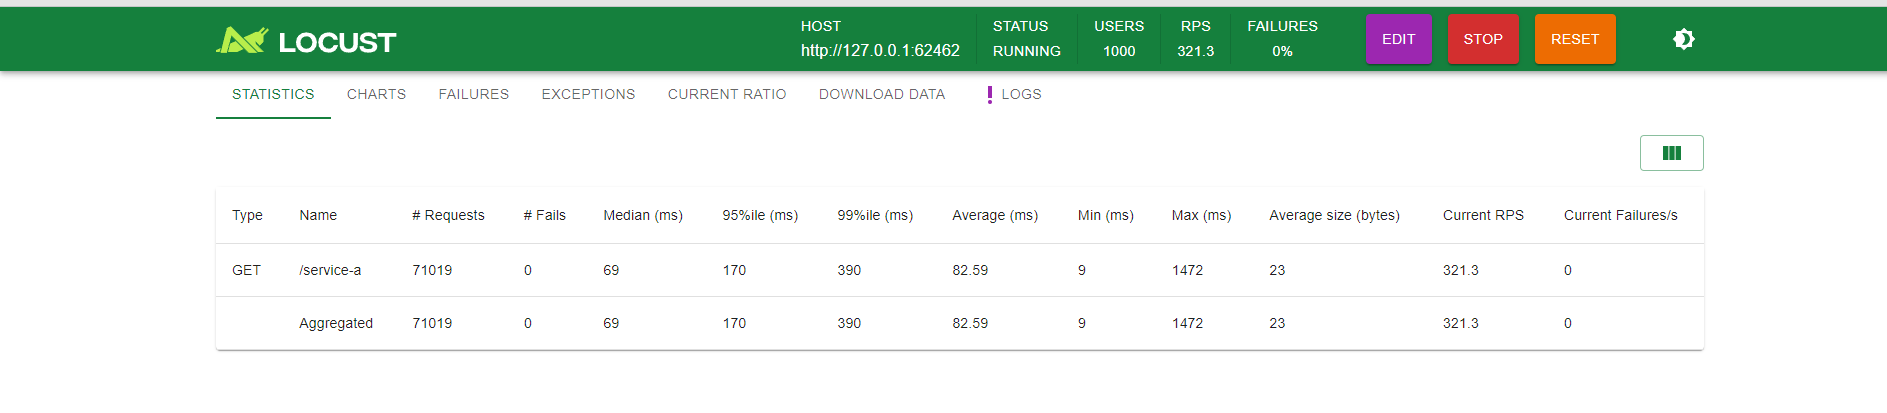 LOCUST
HOST
http://127.0.0.1:62462
STATUS
RUNNING
USERS
1000
RPS
321.3
FAILURES
0%
EDIT
STOP
RESET
STATISTICS CHARTS FAILURES EXCEPTIONS CURRENT RATIO DOWNLOAD DATA LOGS
Type Name # Requests # Fails Median (ms) 95%ile (ms) 99%ile (ms) Average (ms) Min (ms) Max (ms) Average size (bytes) Current RPS Current Failures/s
GET /service-a 71019 0 69 170 390 82.59 9 1472 23 321.3 0
Aggregated 71019 0 69 170 390 82.59 9 1472 23 321.3 0